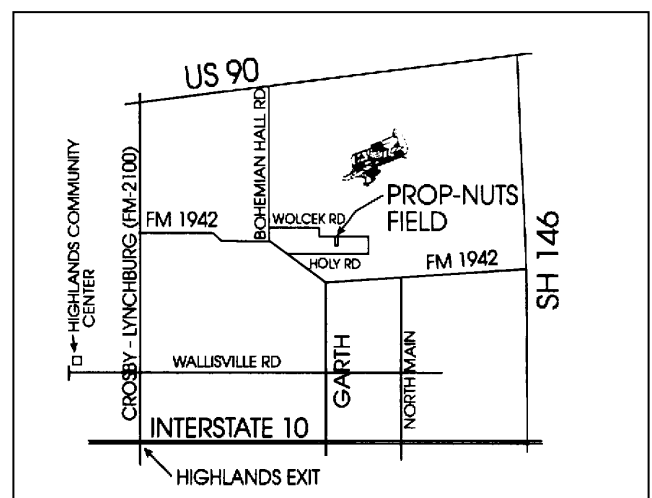 US 90
BOHEMIAN HALL RD
PROP-NUTS
FIELD
WOLCEK RD
FM 1942
HOLY RD
FM 1942
SH 146
HIGHLANDS COMMUNITY
CENTER
CROSBY - LYNCHBURG (FM-2100)
WALLISVILLE RD
GARTH
NORTH MAIN
INTERSTATE 10
HIGHLANDS EXIT